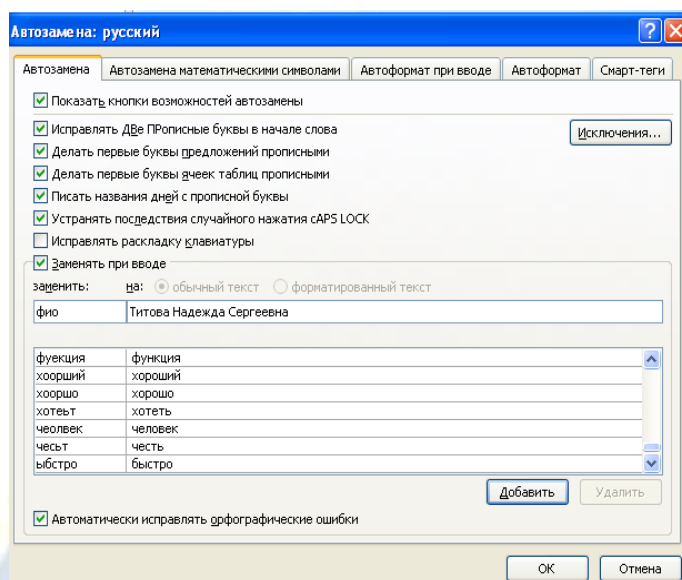 Автозамена: русский
Автозамена Автозамена математическими символами Автоформат при вводе Автоформат Смарт-теги
Показать кнопки возможностей автозамены
Исправлять ДВе ПРописные буквы в начале слова Исключения...
Делать первые буквы предложений прописными
Делать первые буквы ячеек таблиц прописными
Писать названия дней с прописной буквы
Устранять последствия случайного нажатия cAPS LOCK
Исправлять раскладку клавиатуры
Заменять при вводе
заменить: на: обычный текст форматированный текст
фио Титова Надежда Сергеевна
фуекция функция
хоорший хороший
хооршо хорошо
хотеьт хотеть
чеолвек человек
чесьт честь
ыбстро быстро
Добавить Удалить
Автоматически исправлять орфографические ошибки
ОК Отмена